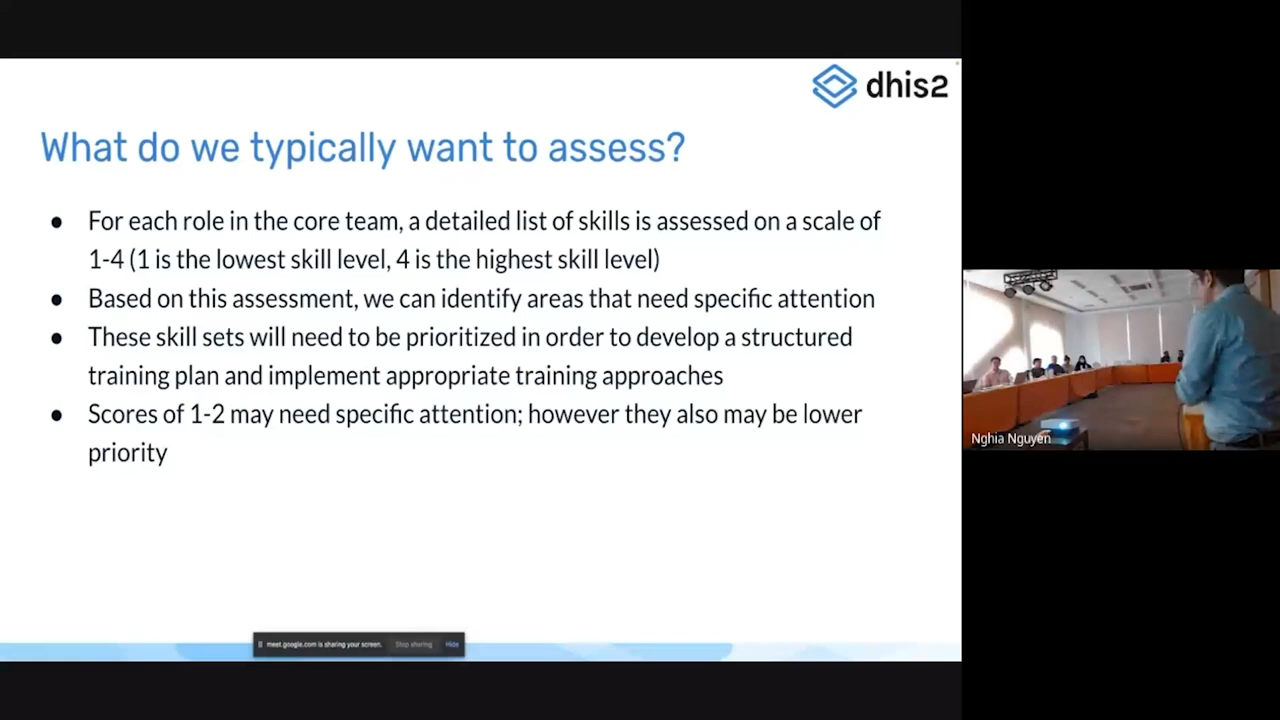 dhis2
What do we typically want to assess?
● For each role in the core team, a detailed list of skills is assessed on a scale of
1-4 (1 is the lowest skill level, 4 is the highest skill level)
● Based on this assessment, we can identify areas that need specific attention
● These skill sets will need to be prioritized in order to develop a structured
training plan and implement appropriate training approaches
● Scores of 1-2 may need specific attention; however they also may be lower
priority
meet.google.com is sharing your screen. Stop sharing Hide
Nghia Nguyen